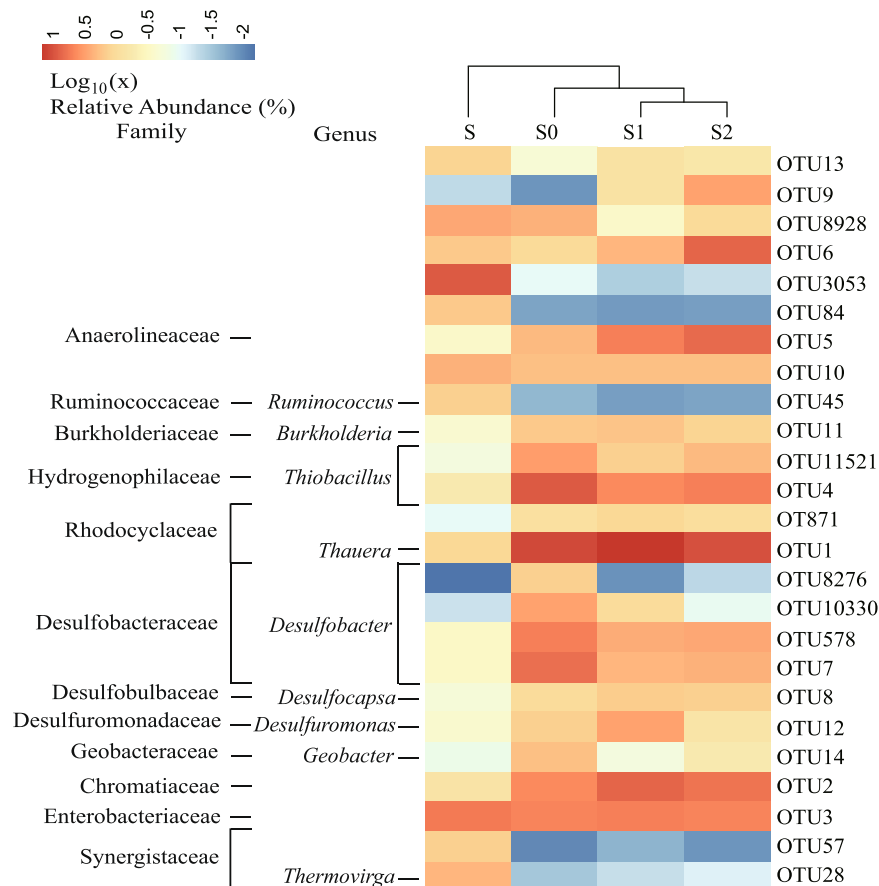 1 0.5 0 -0.5 -1 -1.5 -2
Log₁₀(x)
Relative Abundance (%)
Family Genus S S0 S1 S2
OTU13
OTU9
OTU8928
OTU6
OTU3053
OTU84
Anaerolineaceae OTU5
OTU10
Ruminococcaceae Ruminococcus OTU45
Burkholderiaceae Burkholderia OTU11
OTU11521
Hydrogenophilaceae Thiobacillus OTU4
OT871
Rhodocyclaceae
Thauera OTU1
OTU8276
OTU10330
Desulfobacteraceae Desulfobacter OTU578
OTU7
Desulfobulbaceae Desulfocapsa OTU8
Desulfuromonadaceae Desulfuromonas OTU12
Geobacteraceae Geobacter OTU14
Chromatiaceae OTU2
Enterobacteriaceae OTU3
Synergistaceae OTU57
Thermovirga OTU28